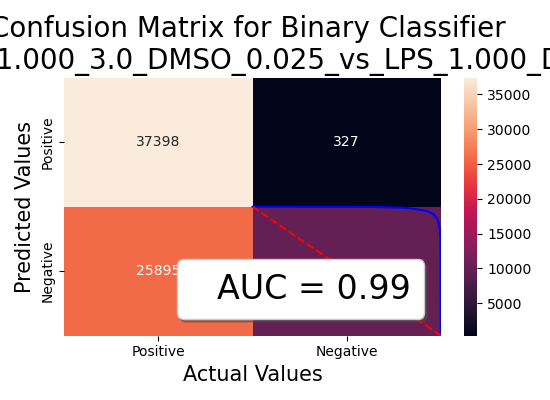 Confusion Matrix for Binary Classifier
1.000_3.0_DMSO_0.025_vs_LPS_1.000_D
Predicted Values
Positive
Negative
37398
327
25895
AUC = 0.99
Positive
Negative
Actual Values
35000
30000
25000
20000
15000
10000
5000